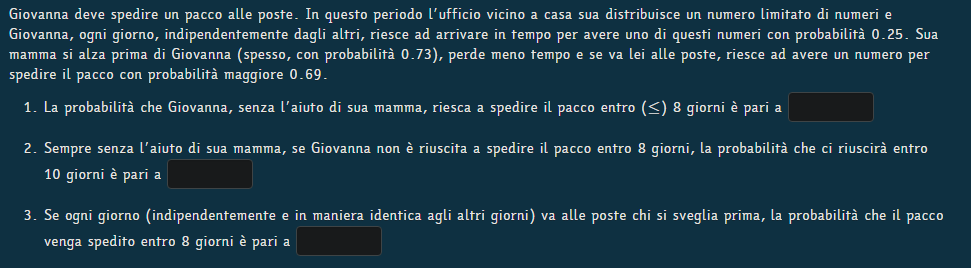 Giovanna deve spedire un pacco alle poste. In questo periodo l'ufficio vicino a casa sua distribuisce un numero limitato di numeri e
Giovanna, ogni giorno, indipendentemente dagli altri, riesce ad arrivare in tempo per avere uno di questi numeri con probabilità 0.25. Sua
mamma si alza prima di Giovanna (spesso, con probabilità 0.73), perde meno tempo e se va lei alle poste, riesce ad avere un numero per
spedire il pacco con probabilità maggiore 0.69.
1. La probabilità che Giovanna, senza l'aiuto di sua mamma, riesca a spedire il pacco entro (≤) 8 giorni è pari a
2. Sempre senza l'aiuto di sua mamma, se Giovanna non è riuscita a spedire il pacco entro 8 giorni, la probabilità che ci riuscirà entro
10 giorni è pari a
3. Se ogni giorno (indipendentemente e in maniera identica agli altri giorni) va alle poste chi si sveglia prima, la probabilità che il pacco
venga spedito entro 8 giorni è pari a